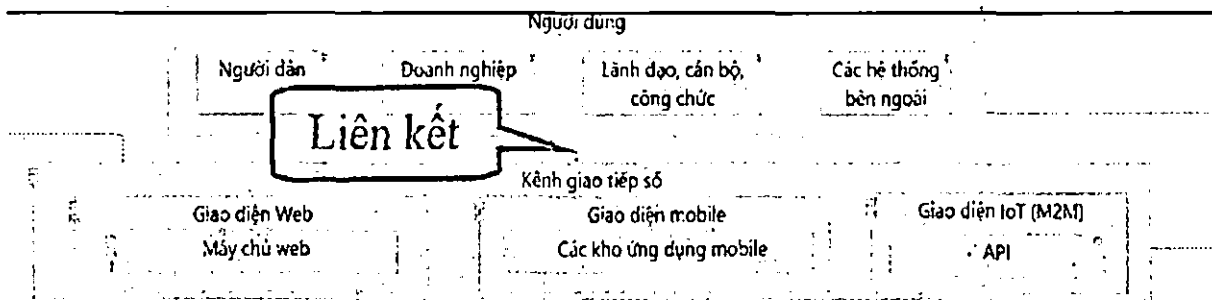 Người dùng
Người dân
Doanh nghiệp
Lãnh đạo, cán bộ,
công chức
Các hệ thống
bên ngoài
Liên kết
Kênh giao tiếp số
Giao diện Web
Máy chủ web
Giao diện mobile
Các kho ứng dụng mobile
Giao diện IoT (M2M)
API